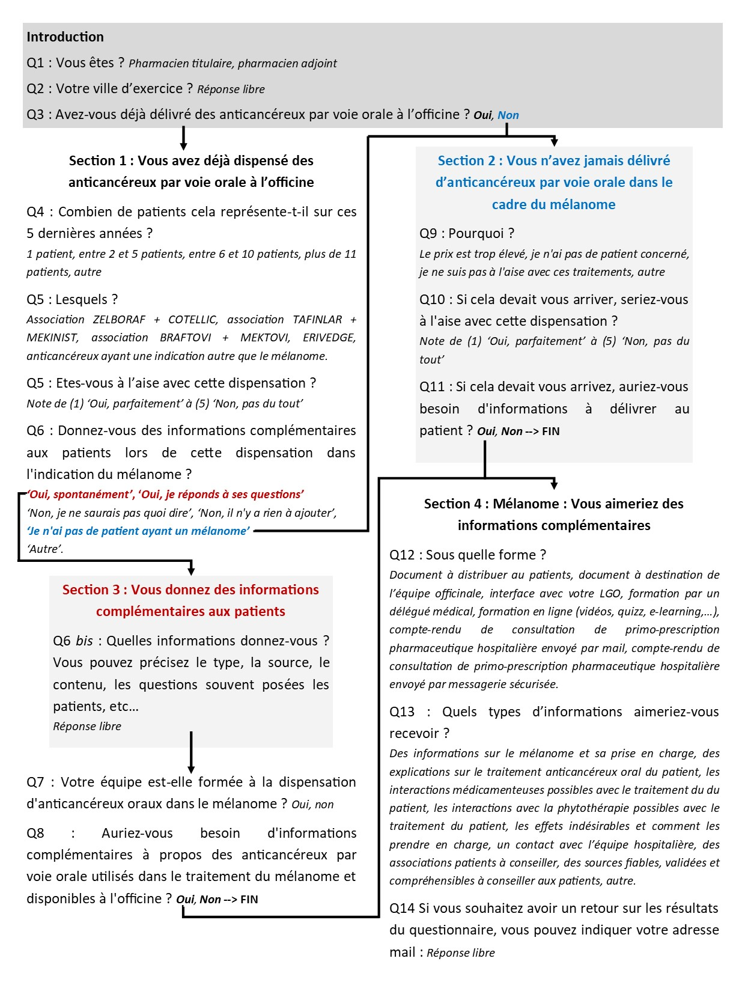 Introduction
Q1 : Vous êtes ? Pharmacien titulaire, pharmacien adjoint
Q2 : Votre ville d’exercice ? Réponse libre
Q3 : Avez-vous déjà délivré des anticancéreux par voie orale à l’officine ? Oui, Non
Section 1 : Vous avez déjà dispensé des
anticancéreux par voie orale à l’officine
Q4 : Combien de patients cela représente-t-il sur ces
5 dernières années ?
1 patient, entre 2 et 5 patients, entre 6 et 10 patients, plus de 11
patients, autre
Q5 : Lesquels ?
Association ZELBORAF + COTELLIC, association TAFINLAR +
MEKINIST, association BRAFTOVI + MEKTOVI, ERIVEDGE,
anticancéreux ayant une indication autre que le mélanome.
Q5 : Etes-vous à l’aise avec cette dispensation ?
Note de (1) ‘Oui, parfaitement’ à (5) ‘Non, pas du tout’
Q6 : Donnez-vous des informations complémentaires
aux patients lors de cette dispensation dans
l'indication du mélanome ?
‘Oui, spontanément’, ‘Oui, je réponds à ses questions’
‘Non, je ne saurais pas quoi dire’, ‘Non, il n'y a rien à ajouter’,
‘Je n'ai pas de patient ayant un mélanome’
‘Autre’.
Section 3 : Vous donnez des informations
complémentaires aux patients
Q6 bis : Quelles informations donnez-vous ?
Vous pouvez précisez le type, la source, le
contenu, les questions souvent posées les
patients, etc…
Réponse libre
Q7 : Votre équipe est-elle formée à la dispensation
d'anticancéreux oraux dans le mélanome ? Oui, non
Q8 : Auriez-vous besoin d'informations
complémentaires à propos des anticancéreux par
voie orale utilisés dans le traitement du mélanome et
disponibles à l'officine ? Oui, Non --> FIN
Section 2 : Vous n’avez jamais délivré
d’anticancéreux par voie orale dans le
cadre du mélanome
Q9 : Pourquoi ?
Le prix est trop élevé, je n'ai pas de patient concerné,
je ne suis pas à l'aise avec ces traitements, autre
Q10 : Si cela devait vous arriver, seriez-vous
à l'aise avec cette dispensation ?
Note de (1) ‘Oui, parfaitement’ à (5) ‘Non, pas du
tout’
Q11 : Si cela devait vous arrivez, auriez-vous
besoin d'informations à délivrer au
patient ? Oui, Non --> FIN
Section 4 : Mélanome : Vous aimeriez des
informations complémentaires
Q12 : Sous quelle forme ?
Document à distribuer au patients, document à destination de
l’équipe officinale, interface avec votre LGO, formation par un
délégué médical, formation en ligne (vidéos, quizz, e-learning,…),
compte-rendu de consultation de primo-prescription
pharmaceutique hospitalière envoyé par mail, compte-rendu de
consultation de primo-prescription pharmaceutique hospitalière
envoyé par messagerie sécurisée.
Q13 : Quels types d’informations aimeriez-vous
recevoir ?
Des informations sur le mélanome et sa prise en charge, des
explications sur le traitement anticancéreux oral du patient, les
interactions médicamenteuses possibles avec le traitement du du
patient, les interactions avec la phytothérapie possibles avec le
traitement du patient, les effets indésirables et comment les
prendre en charge, un contact avec l’équipe hospitalière, des
associations patients à conseiller, des sources fiables, validées et
compréhensibles à conseiller aux patients, autre.
Q14 Si vous souhaitez avoir un retour sur les résultats
du questionnaire, vous pouvez indiquer votre adresse
mail : Réponse libre